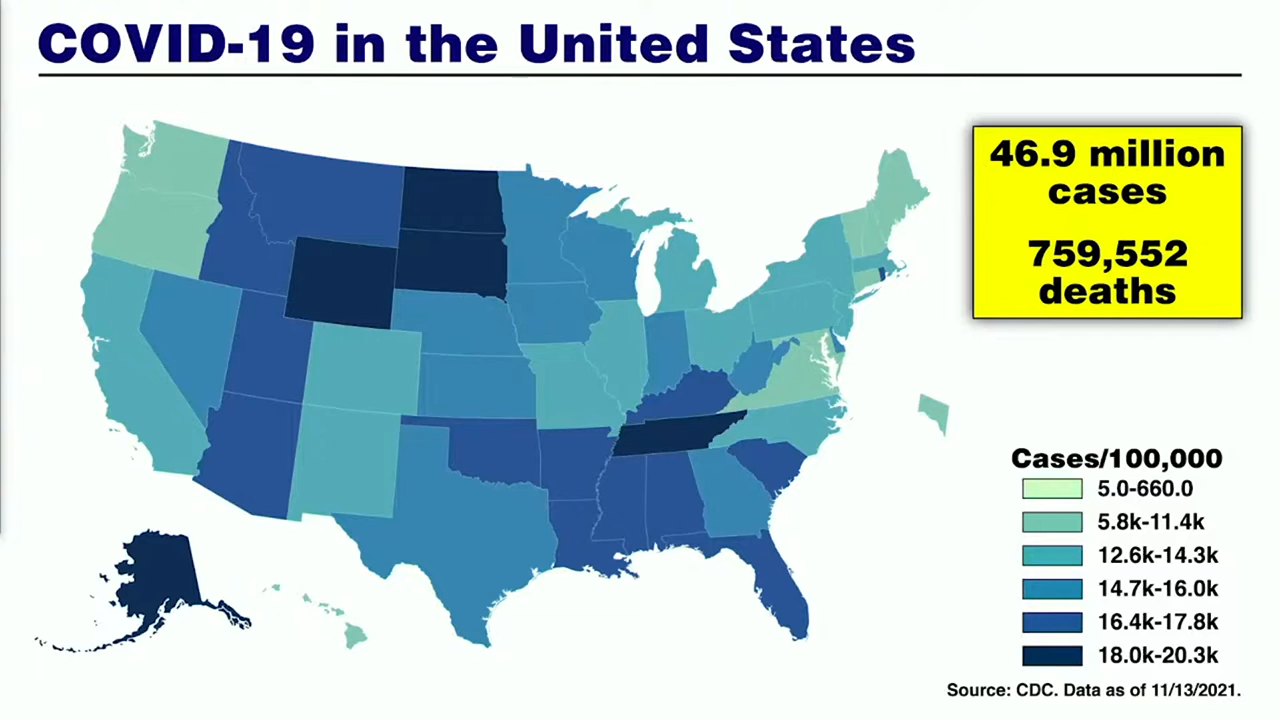 COVID-19 in the United States
46.9 million
cases
759,552
deaths
Cases/100,000
5.0-660.0
5.8k-11.4k
12.6k-14.3k
14.7k-16.0k
16.4k-17.8k
18.0k-20.3k
Source: CDC. Data as of 11/13/2021.